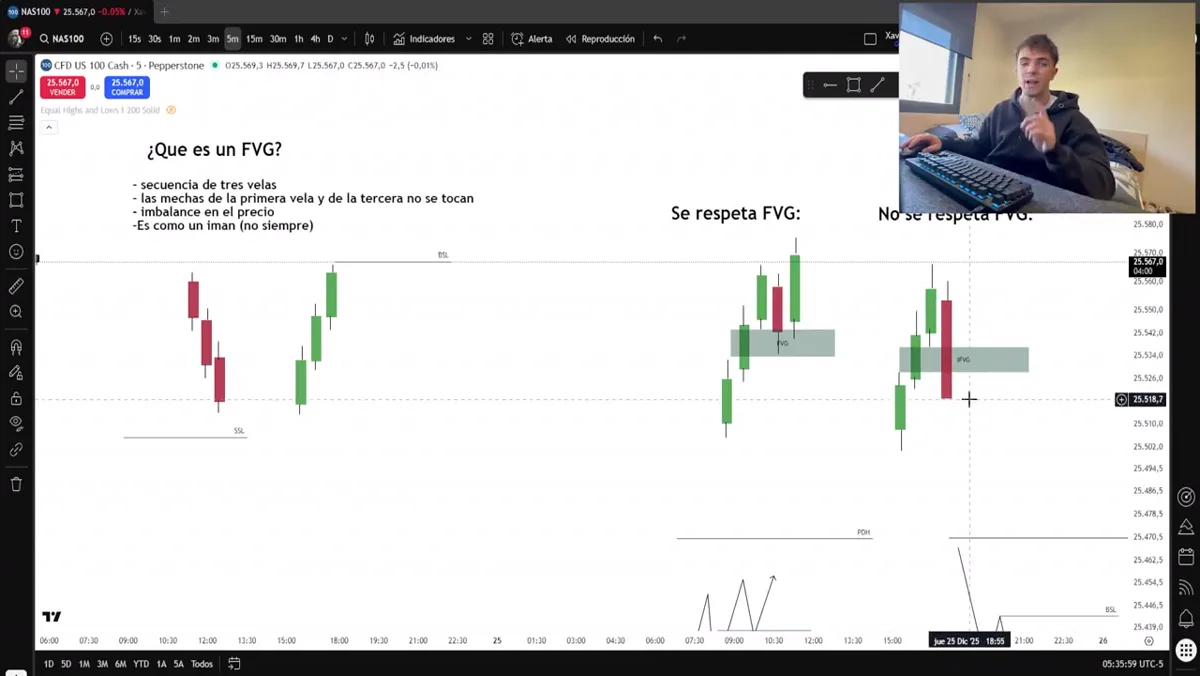 NAS100 25.567,0 -0.05% / Xa
11
NAS100
15s 30s 1m 2m 3m 5m 15m 30m 1h 4h D
Indicadores
Alerta
Reproducción
Xav
CFD US 100 Cash · 5 · Pepperstone
O25.569,3 H25.569,7 L25.567,0 C25.567,0 -2,5 (-0,01%)
25.567,0
VENDER
0,0
25.567,0
COMPRAR
Equal Highs and Lows 1 200 Solid
¿Que es un FVG?
- secuencia de tres velas
- las mechas de la primera vela y de la tercera no se tocan
- imbalance en el precio
-Es como un iman (no siempre)
Se respeta FVG:
No se respeta FVG:
BSL
SSL
FVG
IFVG
PDH
BSL
25.580,0
25.570,0
25.567,0
04:00
25.560,0
25.550,0
25.542,0
25.534,0
25.526,0
25.518,7
25.510,0
25.502,0
25.494,5
25.486,5
25.478,5
25.470,5
25.462,5
25.454,5
25.446,5
25.439,0
06:00 07:30 09:00 10:30 12:00 13:30 15:00 18:00 19:30 21:00 22:30 25 01:30 03:00 04:30 06:00 07:30 09:00 10:30 12:00 13:30 15:00 jue 25 Dic '25 18:55 21:00 22:30 26
1D 5D 1M 3M 6M YTD 1A 5A Todos
05:35:59 UTC-5